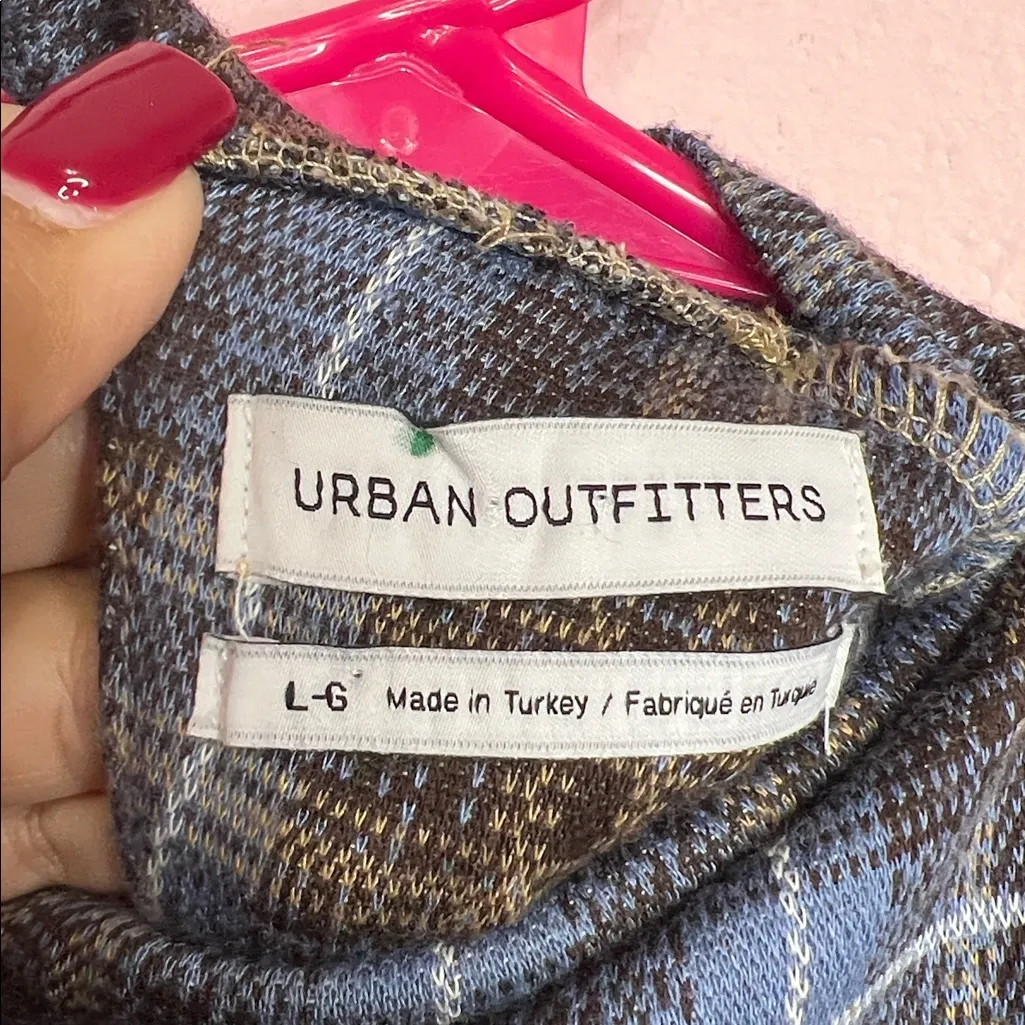 URBAN OUTFITTERS
L-G Made in Turkey / Fabriqué en Turquie